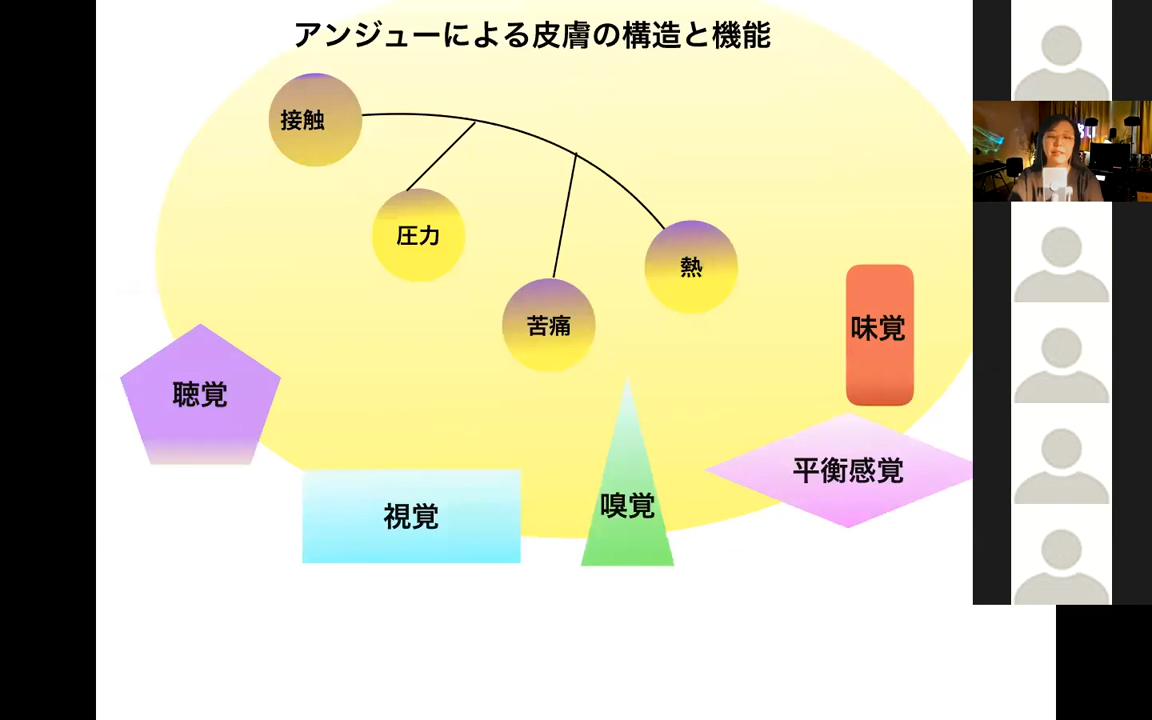 アンジューによる皮膚の構造と機能
接触
圧力
熱
苦痛
味覚
聴覚
平衡感覚
嗅覚
視覚